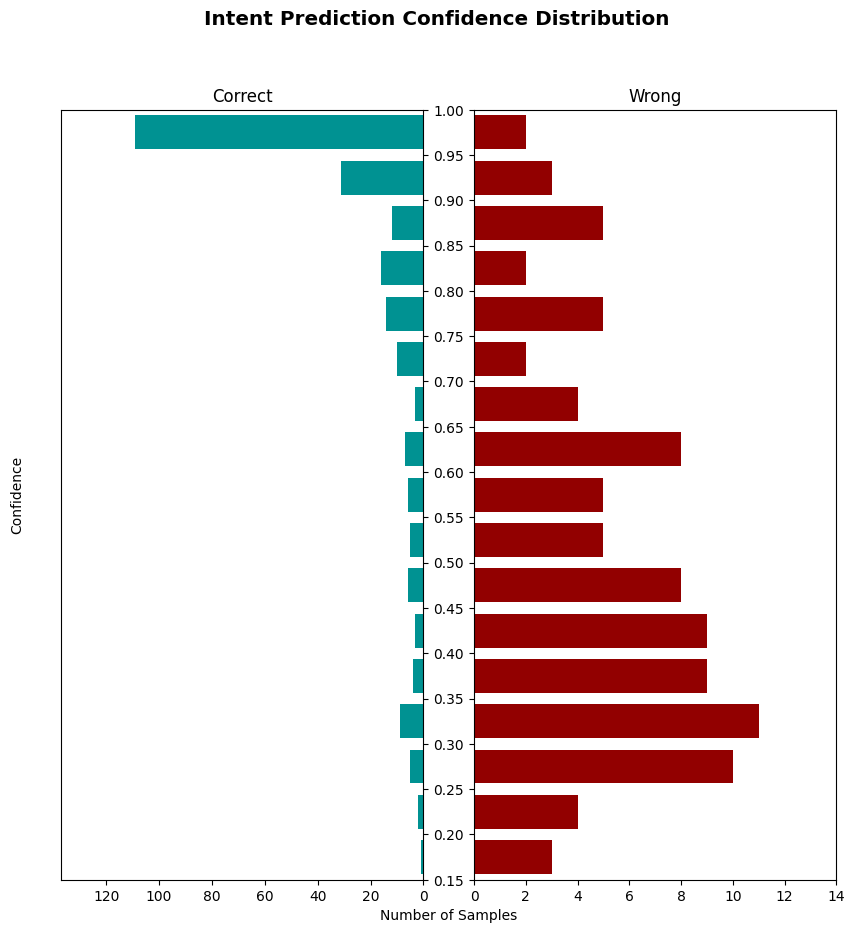 Intent Prediction Confidence Distribution
Correct
Wrong
1.00
0.95
0.90
0.85
0.80
0.75
0.70
0.65
0.60
0.55
0.50
0.45
0.40
0.35
0.30
0.25
0.20
0.15
Confidence
120 100 80 60 40 20 0
0 2 4 6 8 10 12 14
Number of Samples